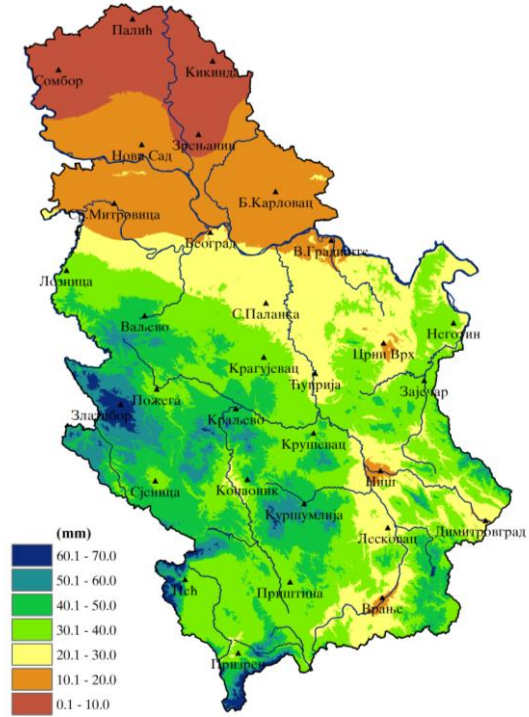 Палић
Кикинда
Сомбор
Зрењанин
Нови Сад
Б.Карловац
Ср.Митровица
Београд
В.Градиште
Лозница
С.Паланка
Ваљево
Неготин
Црни Врх
Крагујевац
Ћуприја
Зајечар
Пожега
Златибор
Краљево
Крушевац
Ниш
Сјеница
Копаоник
Куршумлија
Димитровград
Лесковац
(mm)
60.1 - 70.0
51.1 - 60.0
40.1 - 50.0
30.1 - 40.0
20.1 - 30.0
10.1 - 20.0
0.1 - 10.0
Пећ
Приштина
Врање
Призрен